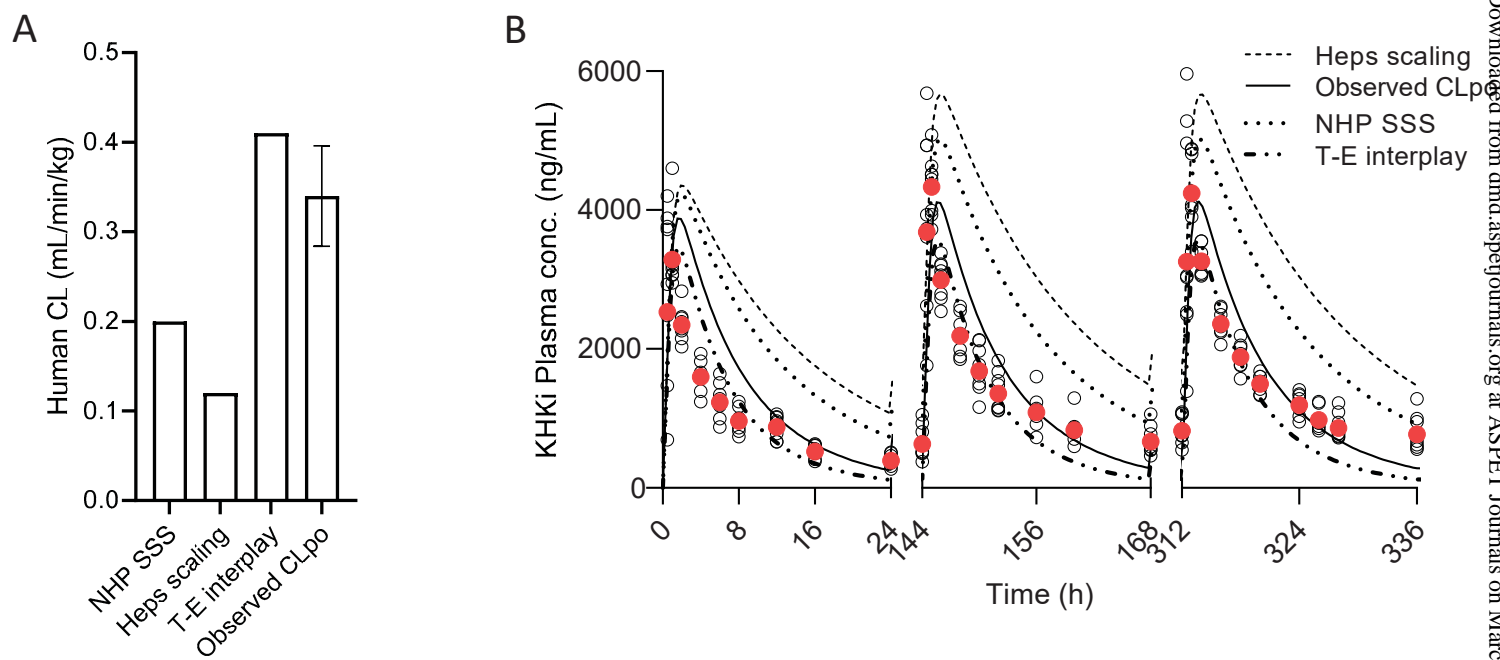 A
Human CL (mL/min/kg)
0.5
0.4
0.3
0.2
0.1
0.0
NHP SSS
Heps scaling
T-E interplay
Observed CLpo
B
KHKi Plasma conc. (ng/mL)
6000
4000
2000
0
0
8
16
24
144
156
168
312
324
336
Time (h)
Heps scaling
Observed CLpo
NHP SSS
T-E interplay
Downloaded from dmd.aspetjournals.org at ASPET Journals on Marc